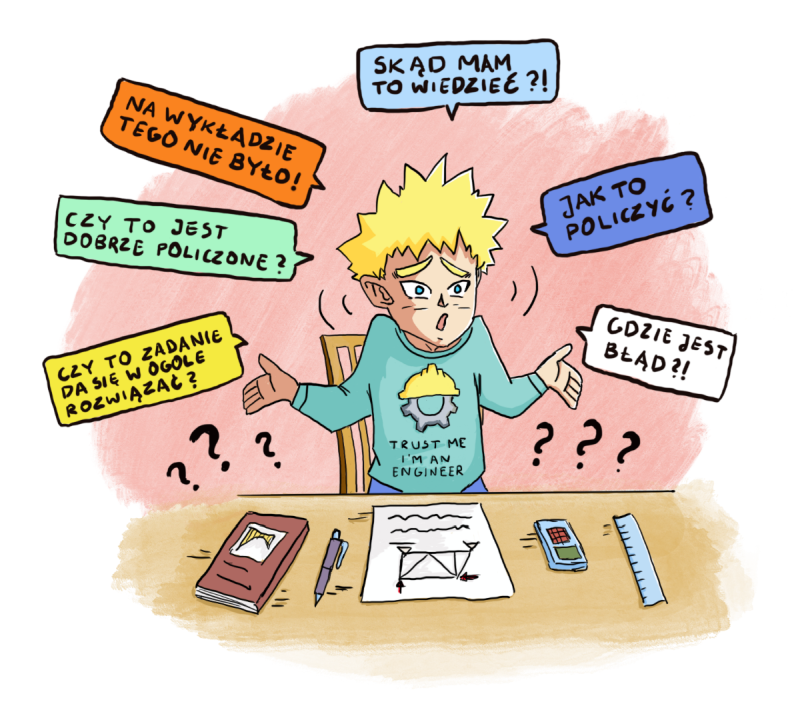 SKĄD MAM
TO WIEDZIEĆ?!
NA WYKŁĄDZIE
TEGO NIE BYŁO!
JAK TO
POLICZYĆ?
CZY TO JEST
DOBRZE POLICZONE?
CZY TO ZADANIE
DA SIĘ W OGÓLE
ROZWIĄZAĆ?
GDZIE JEST
BŁĄD?!
TRUST ME
I'M AN
ENGINEER
? ? ?
? ? ?